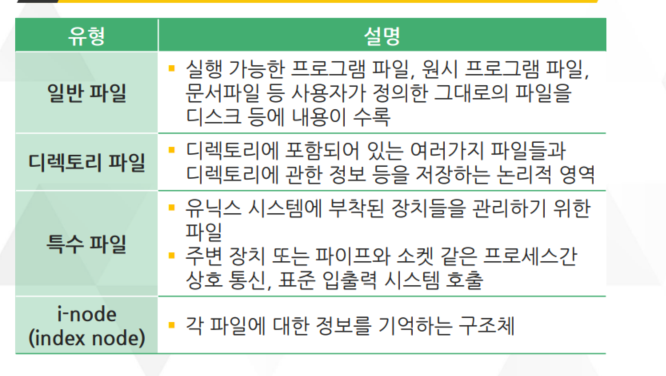 유형 설명
일반 파일
▪ 실행 가능한 프로그램 파일, 원시 프로그램 파일,
문서파일 등 사용자가 정의한 그대로의 파일을
디스크 등에 내용이 수록
디렉토리 파일
▪ 디렉토리에 포함되어 있는 여러가지 파일들과
디렉토리에 관한 정보 등을 저장하는 논리적 영역
특수 파일
▪ 유닉스 시스템에 부착된 장치들을 관리하기 위한
파일
▪ 주변 장치 또는 파이프와 소켓 같은 프로세스간
상호 통신, 표준 입출력 시스템 호출
i-node
(index node)
▪ 각 파일에 대한 정보를 기억하는 구조체